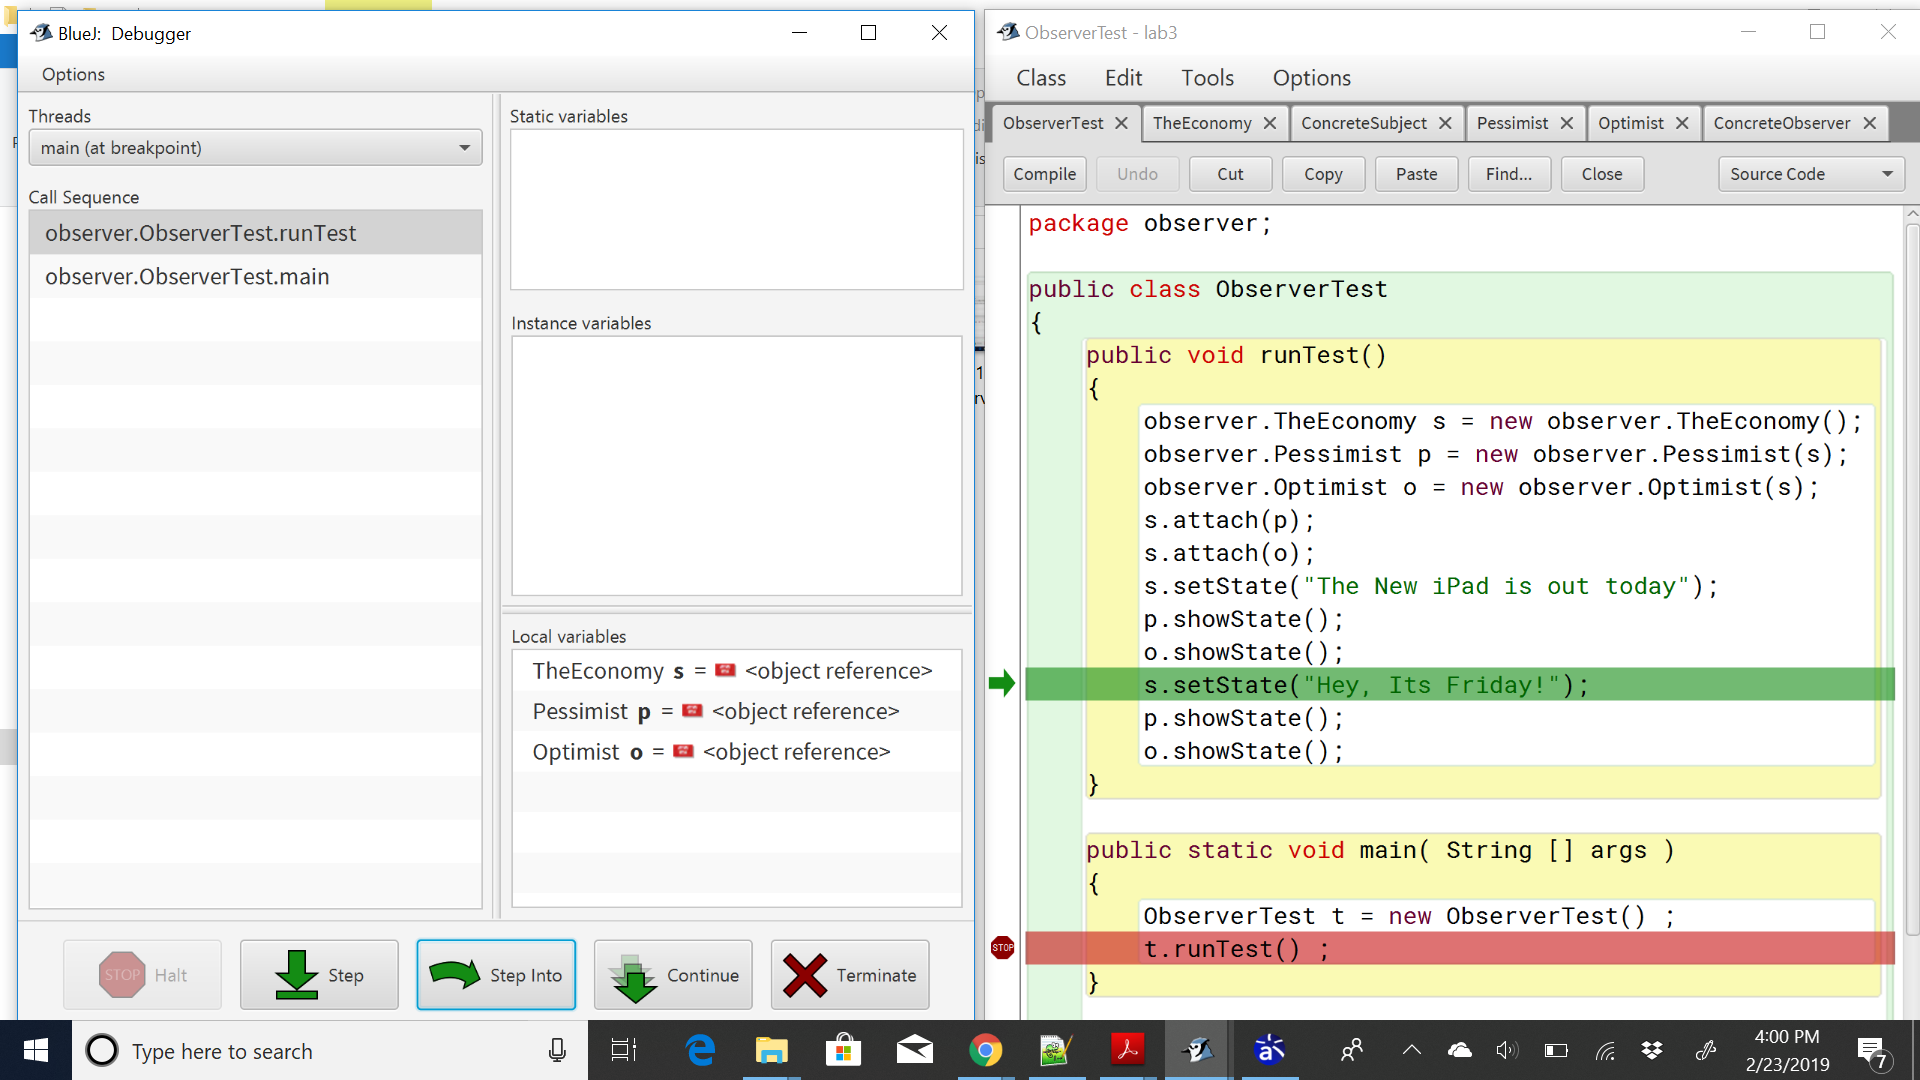 BlueJ: Debugger
Options
Threads
main (at breakpoint)
Call Sequence
observer.ObserverTest.runTest
observer.ObserverTest.main
Static variables
Instance variables
Local variables
TheEconomy s = <object reference>
Pessimist p = <object reference>
Optimist o = <object reference>
STOP Halt
Step
Step Into
Continue
Terminate
ObserverTest - lab3
Class Edit Tools Options
ObserverTest TheEconomy ConcreteSubject Pessimist Optimist ConcreteObserver
Compile Undo Cut Copy Paste Find... Close Source Code
package observer;
public class ObserverTest
{
public void runTest()
{
observer.TheEconomy s = new observer.TheEconomy();
observer.Pessimist p = new observer.Pessimist(s);
observer.Optimist o = new observer.Optimist(s);
s.attach(p);
s.attach(o);
s.setState("The New iPad is out today");
p.showState();
o.showState();
s.setState("Hey, Its Friday!");
p.showState();
o.showState();
}
public static void main( String [] args )
{
ObserverTest t = new ObserverTest() ;
STOP t.runTest() ;
}
Type here to search
4:00 PM
2/23/2019
7